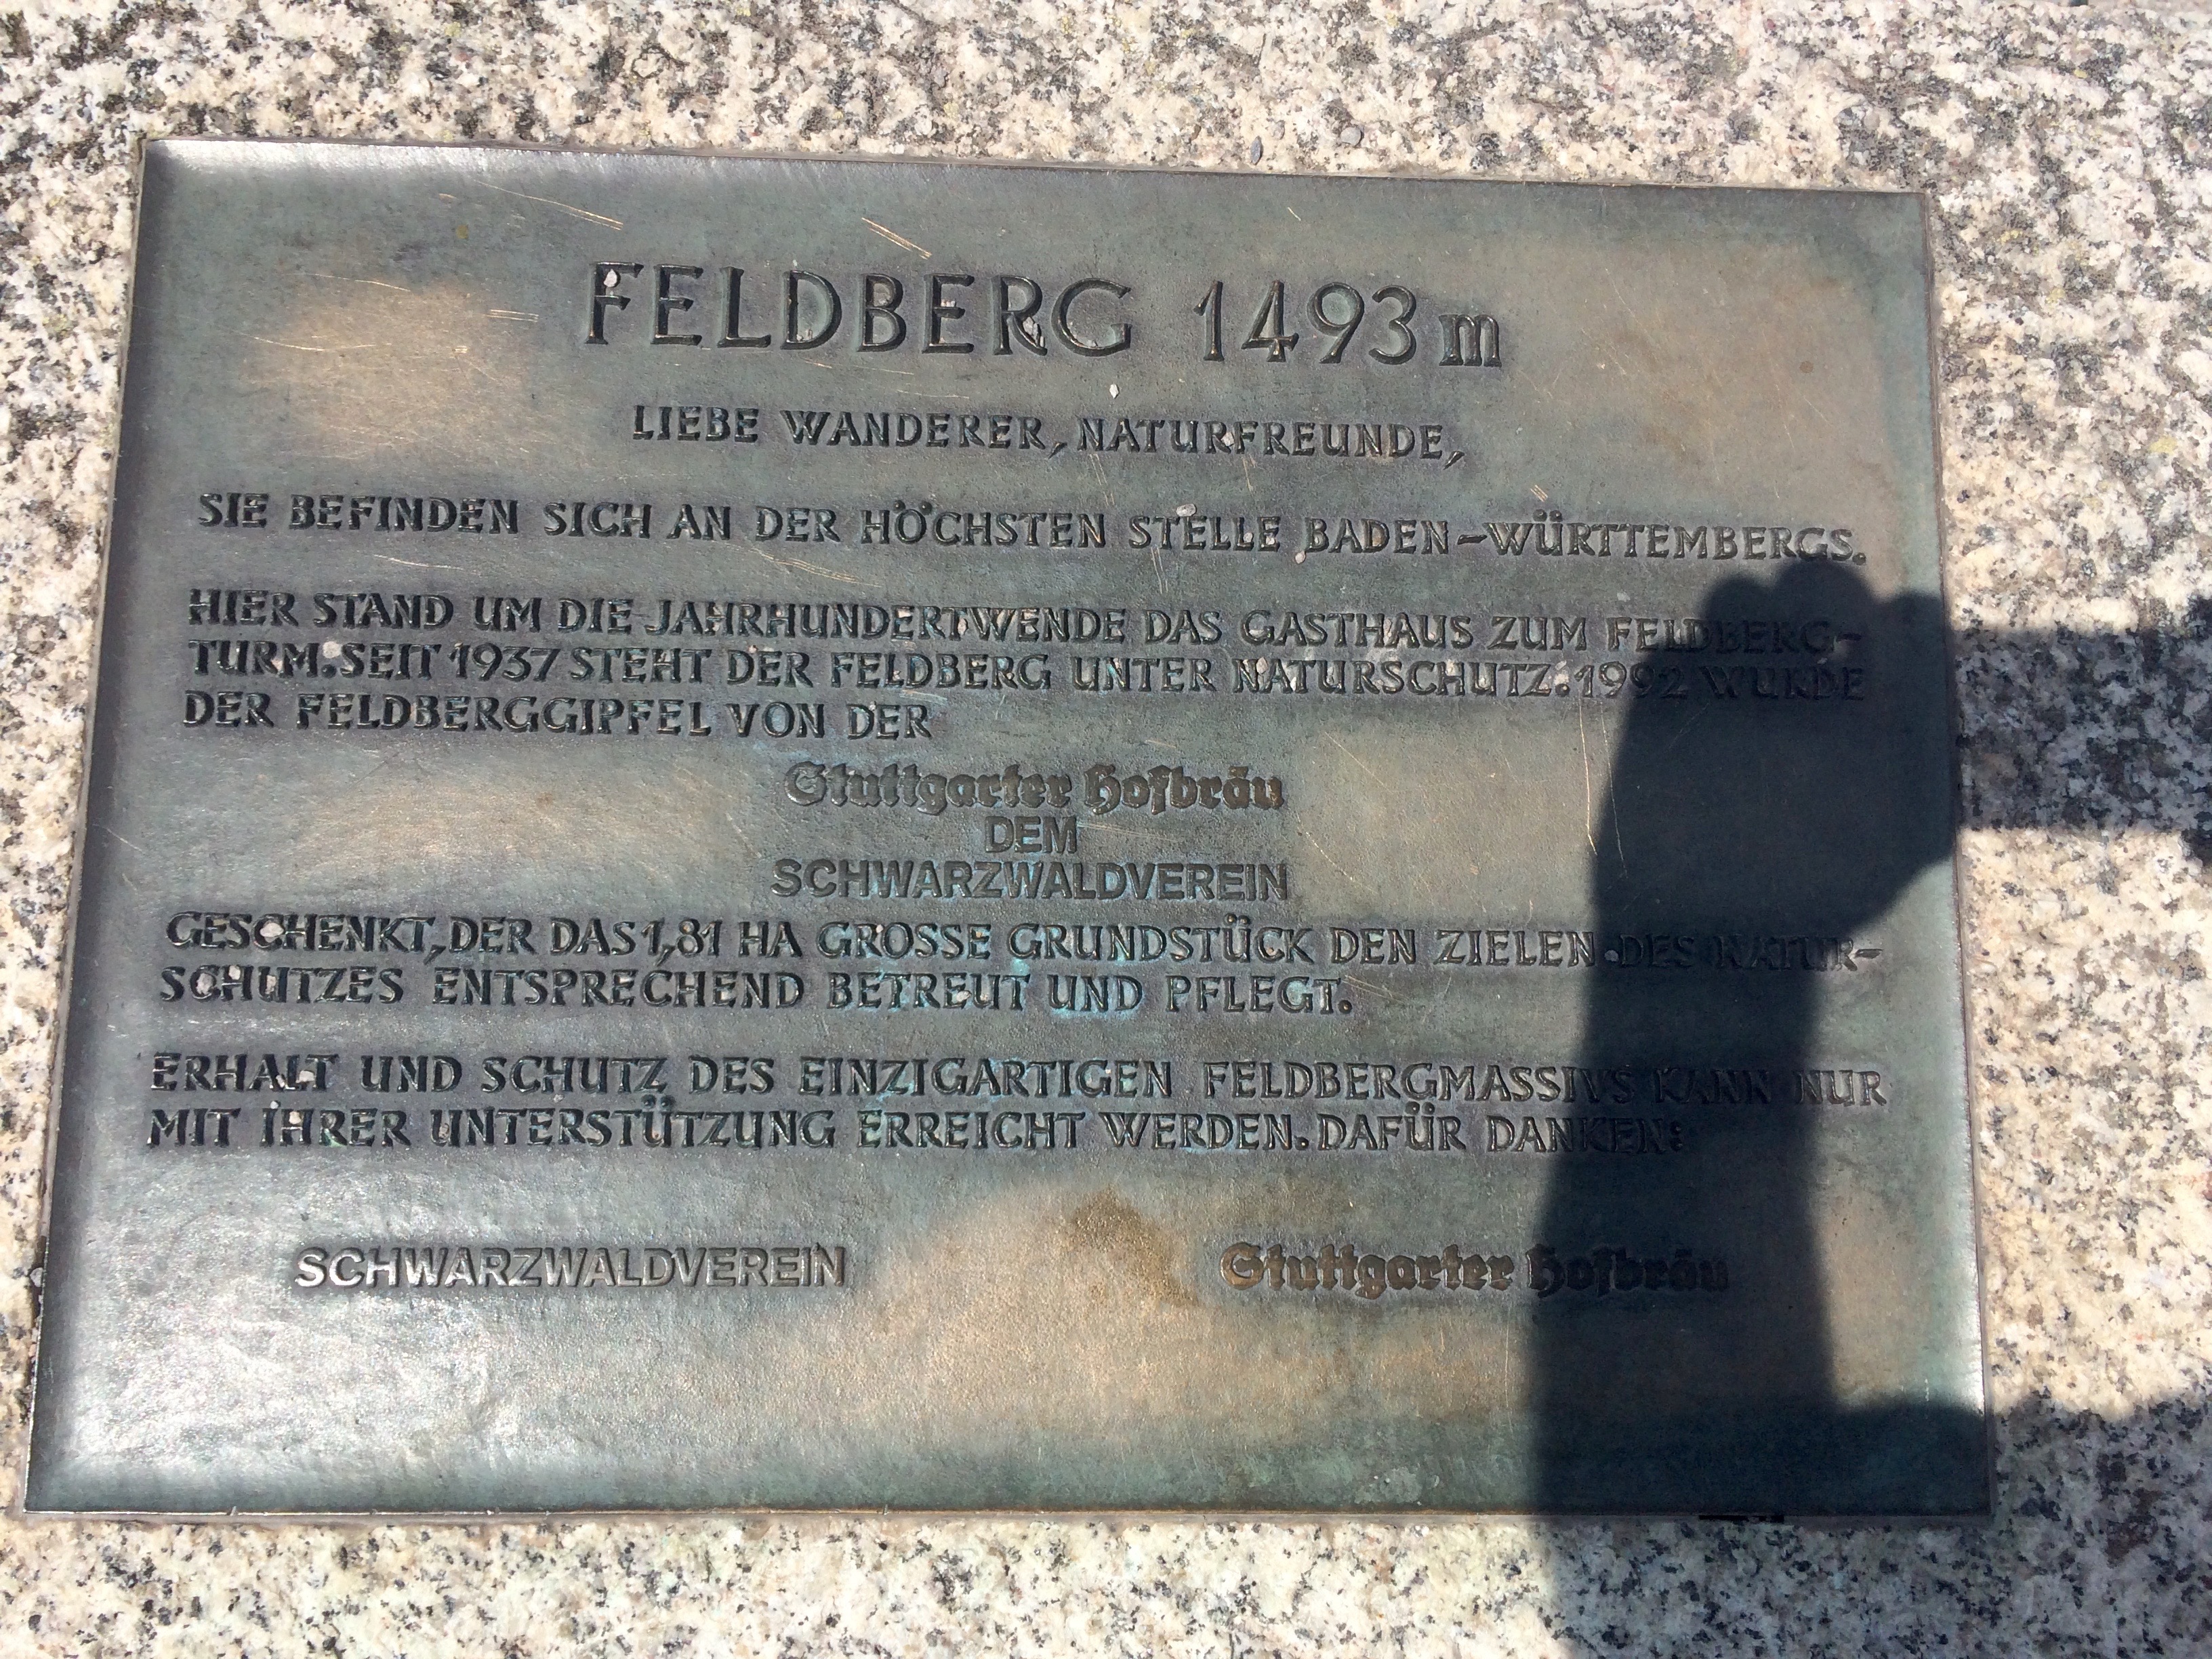 FELDBERG 1493 m
LIEBE WANDERER, NATURFREUNDE,
SIE BEFINDEN SICH AN DER HÖCHSTEN STELLE BADEN-WÜRTTEMBERGS.
HIER STAND UM DIE JAHRHUNDERTWENDE DAS GASTHAUS ZUM FELDBERG-
TURM. SEIT 1937 STEHT DER FELDBERG UNTER NATURSCHUTZ. 1992 WURDE
DER FELDBERGGIPFEL VON DER
Stuttgarter Hofbräu
DEM
SCHWARZWALDVEREIN
GESCHENKT, DER DAS 1,81 HA GROSSE GRUNDSTÜCK DEN ZIELEN DES NATUR-
SCHUTZES ENTSPRECHEND BETREUT UND PFLEGT.
ERHALT UND SCHUTZ DES EINZIGARTIGEN FELDBERGMASSIVS KANN NUR
MIT IHRER UNTERSTÜTZUNG ERREICHT WERDEN. DAFÜR DANKEN:
SCHWARZWALDVEREIN Stuttgarter Hofbräu